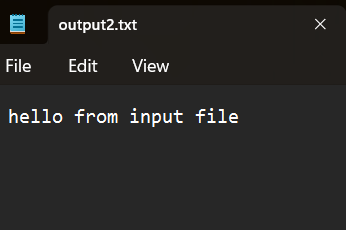 output2.txt
File Edit View
hello from input file